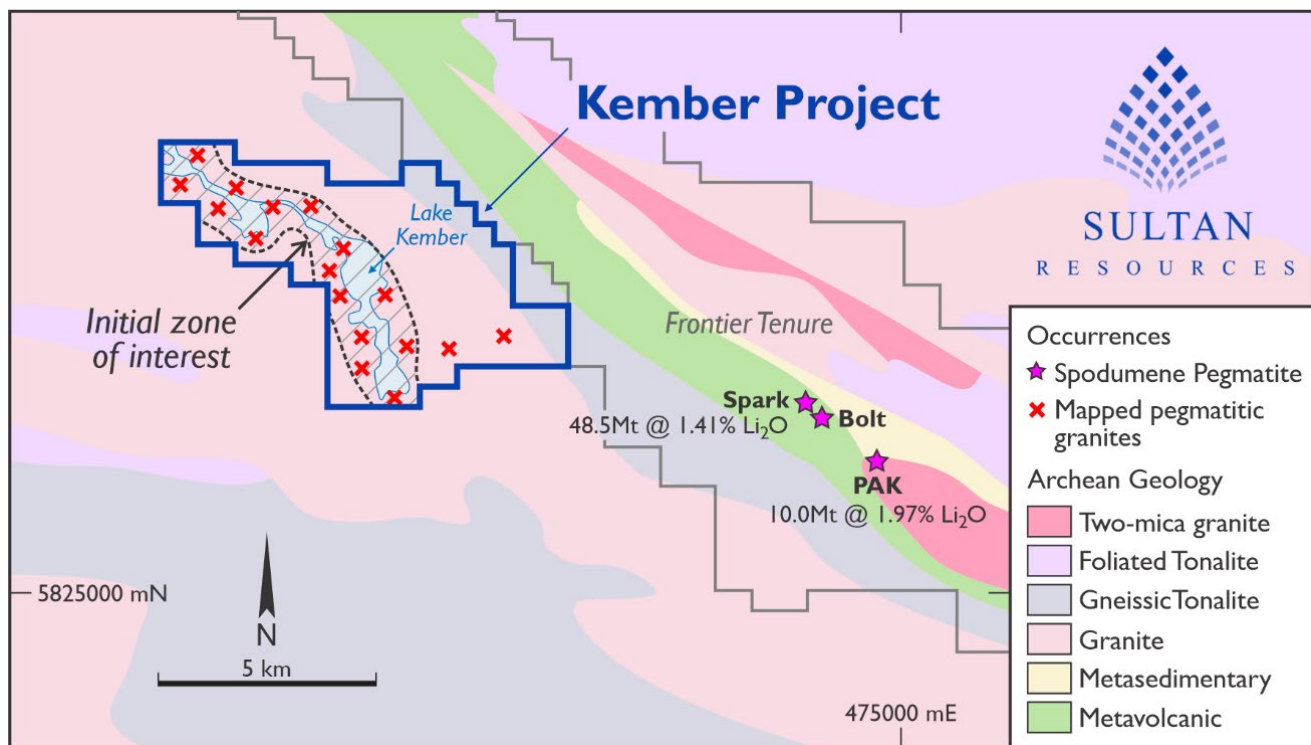 Kember Project
Lake
Kember
Initial zone
of interest
Frontier Tenure
Spark
48.5Mt @ 1.41% Li₂O
Bolt
PAK
10.0Mt @ 1.97% Li₂O
5825000 mN
N
5 km
475000 mE
SULTAN
RESOURCES
Occurrences
Spodumene Pegmatite
Mapped pegmatitic
granites
Archean Geology
Two-mica granite
Foliated Tonalite
Gneissic Tonalite
Granite
Metasedimentary
Metavolcanic